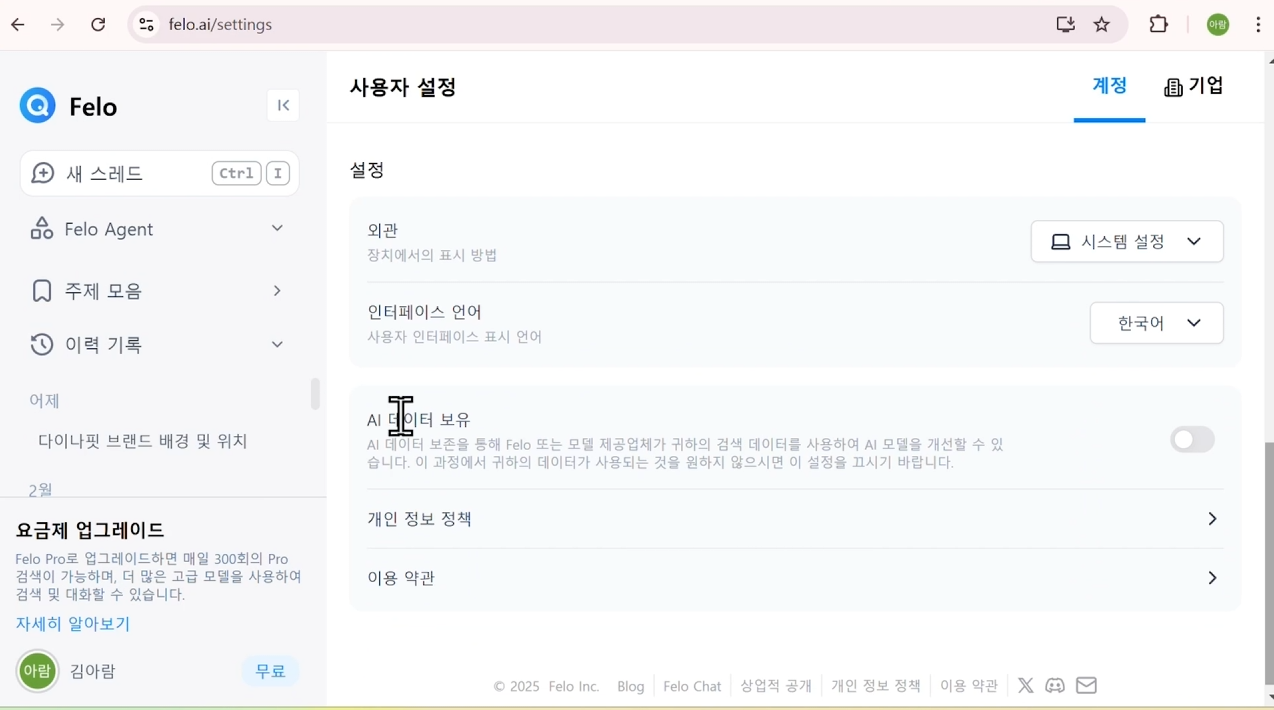 felo.ai/settings
아람
Felo
새 스레드
Ctrl I
Felo Agent
주제 모음
이력 기록
어제
다이나핏 브랜드 배경 및 위치
2월
요금제 업그레이드
Felo Pro로 업그레이드하면 매일 300회의 Pro
검색이 가능하며, 더 많은 고급 모델을 사용하여
검색 및 대화할 수 있습니다.
자세히 알아보기
아람 김아람 무료
사용자 설정
계정 기업
설정
외관
장치에서의 표시 방법
시스템 설정
인터페이스 언어
사용자 인터페이스 표시 언어
한국어
AI 데이터 보유
AI 데이터 보존을 통해 Felo 또는 모델 제공업체가 귀하의 검색 데이터를 사용하여 AI 모델을 개선할 수 있
습니다. 이 과정에서 귀하의 데이터가 사용되는 것을 원하지 않으시면 이 설정을 끄시기 바랍니다.
개인 정보 정책
이용 약관
© 2025 Felo Inc. Blog Felo Chat 상업적 공개 개인 정보 정책 이용 약관